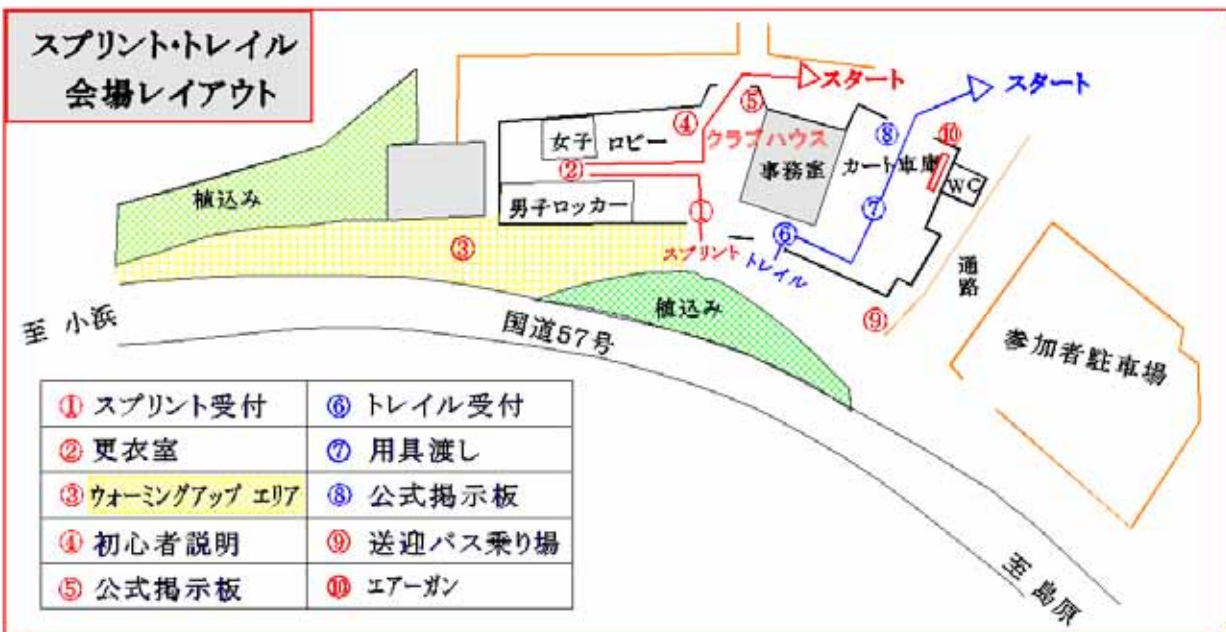 スプリント・トレイル
会場レイアウト
スタート
スタート
⑤
④
⑧
⑩
女子 ロビー
クラブハウス
②
事務室
カート車庫
WC
植込み
男子ロッカー
①
⑦
③
スプリント
⑥
トレイル
通路
植込み
⑨
至 小浜
国道57号
参加者駐車場
至 島原
① スプリント受付
⑥ トレイル受付
② 更衣室
⑦ 用具渡し
③ ウォーミングアップ エリア
⑧ 公式掲示板
④ 初心者説明
⑨ 送迎バス乗り場
⑤ 公式掲示板
⑩ エアーガン